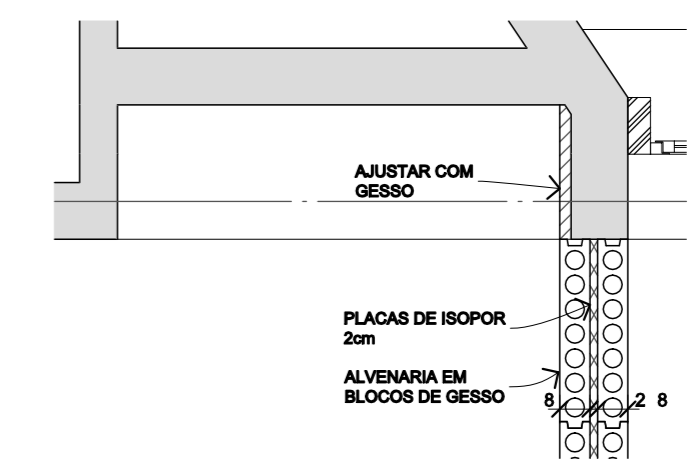 AJUSTAR COM
GESSO
PLACAS DE ISOPOR
2cm
ALVENARIA EM
BLOCOS DE GESSO
8 2 8